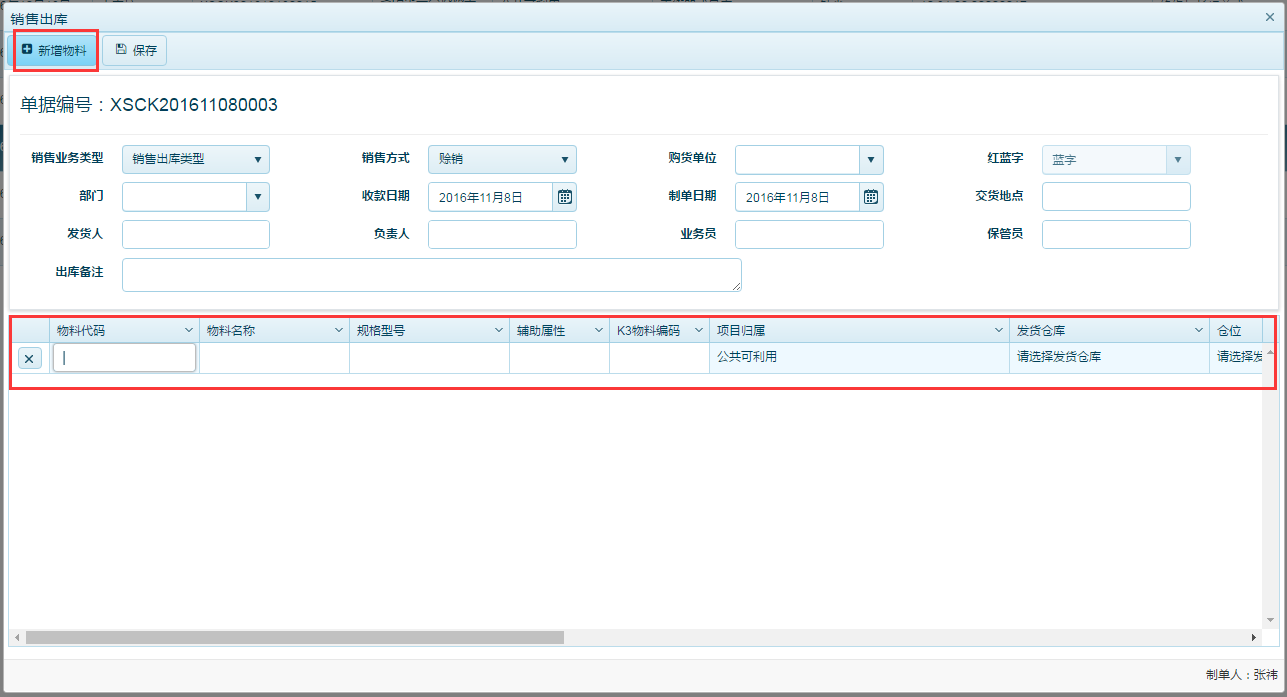 销售出库
新增物料 保存
单据编号：XSCK201611080003
销售业务类型 销售出库类型 销售方式 赊销 购货单位 红蓝字 蓝字
部门 收款日期 2016年11月8日 制单日期 2016年11月8日 交货地点
发货人 负责人 业务员 保管员
出库备注
物料代码 物料名称 规格型号 辅助属性 K3物料编码 项目归属 发货仓库 仓位
公共可利用 请选择发货仓库 请选择发
制单人：张祎